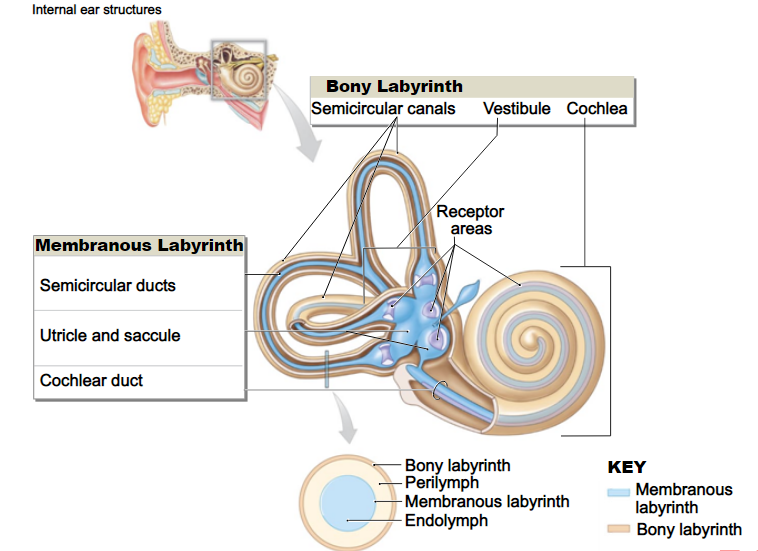 Internal ear structures
Bony Labyrinth
Semicircular canals Vestibule Cochlea
Receptor
areas
Membranous Labyrinth
Semicircular ducts
Utricle and saccule
Cochlear duct
Bony labyrinth
Perilymph
Membranous labyrinth
Endolymph
KEY
Membranous
labyrinth
Bony labyrinth